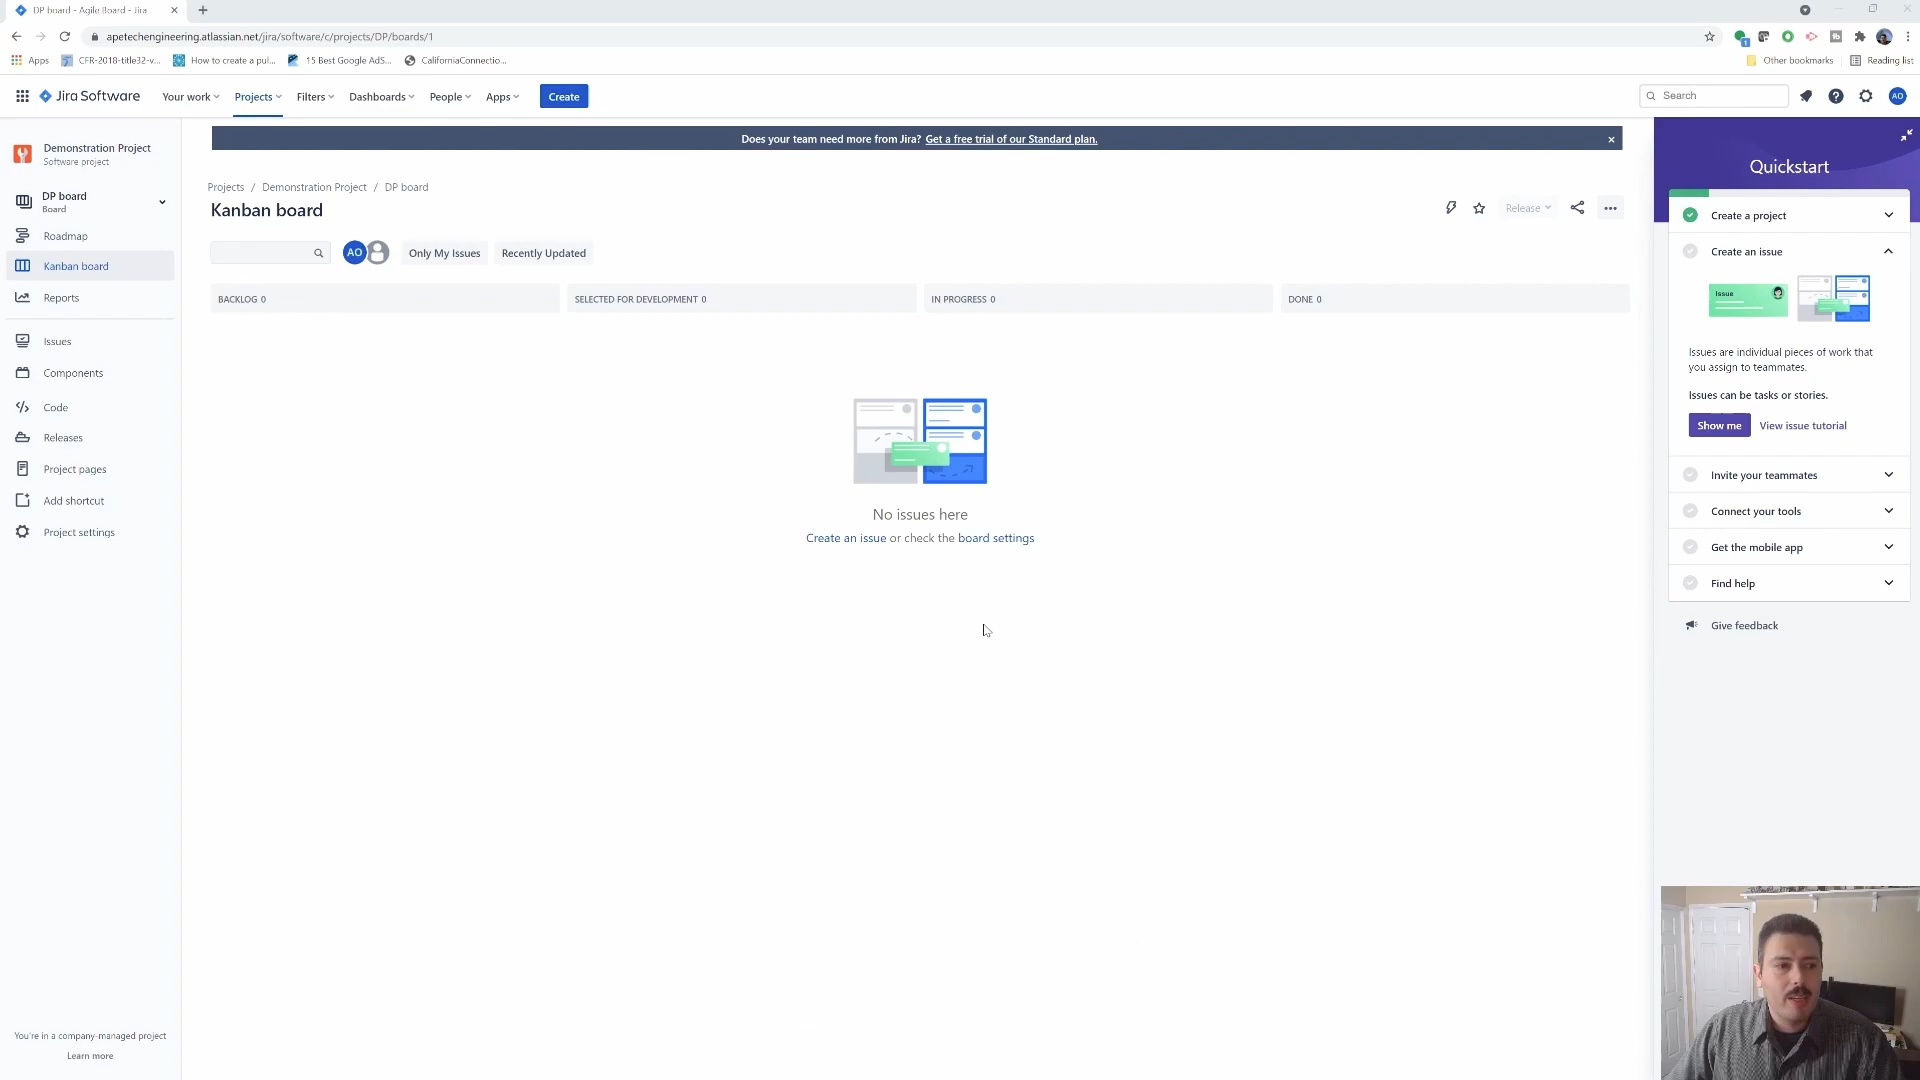 DP board - Agile Board - Jira
apetechengineering.atlassian.net/jira/software/c/projects/DP/boards/1
Apps
CFR-2018-title32-v...
How to create a pul...
15 Best Google AdS...
CaliforniaConnectio...
Other bookmarks
Reading list
Jira Software
Your work
Projects
Filters
Dashboards
People
Apps
Create
Search
AO
Demonstration Project
Software project
DP board
Board
Roadmap
Kanban board
Reports
Issues
Components
Code
Releases
Project pages
Add shortcut
Project settings
You're in a company-managed project
Learn more
Does your team need more from Jira? Get a free trial of our Standard plan.
Projects / Demonstration Project / DP board
Kanban board
Release
AO
Only My Issues
Recently Updated
BACKLOG 0
SELECTED FOR DEVELOPMENT 0
IN PROGRESS 0
DONE 0
No issues here
Create an issue or check the board settings
Quickstart
Create a project
Create an issue
Issue
Issues are individual pieces of work that
you assign to teammates.
Issues can be tasks or stories.
Show me
View issue tutorial
Invite your teammates
Connect your tools
Get the mobile app
Find help
Give feedback